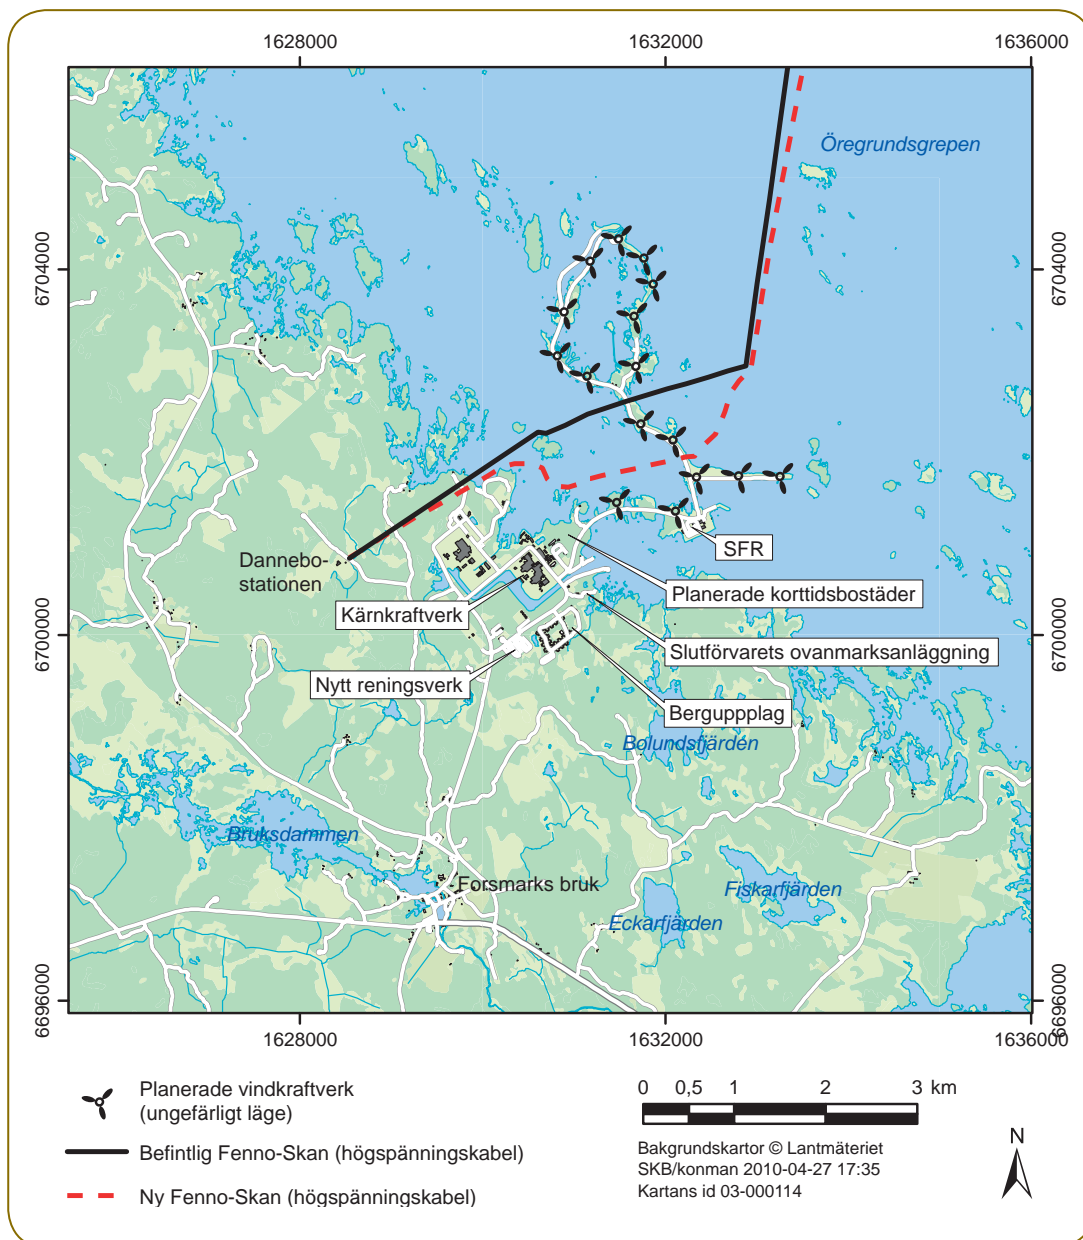 1628000
1632000
1636000
Öregrundsgrepen
6704000
6704000
Dannebo-
stationen
SFR
Planerade korttidsbostäder
Kärnkraftverk
6700000
6700000
Slutförvarets ovanmarksanläggning
Nytt reningsverk
Berguppplag
Bolundsfjärden
Bruksdammen
Forsmarks bruk
Fiskarfjärden
Eckarfjärden
6696000
6696000
1628000
1632000
1636000
Planerade vindkraftverk
(ungefärligt läge)
Befintlig Fenno-Skan (högspänningskabel)
Ny Fenno-Skan (högspänningskabel)
0 0,5 1 2 3 km
Bakgrundskartor © Lantmäteriet
SKB/konman 2010-04-27 17:35
Kartans id 03-000114
N